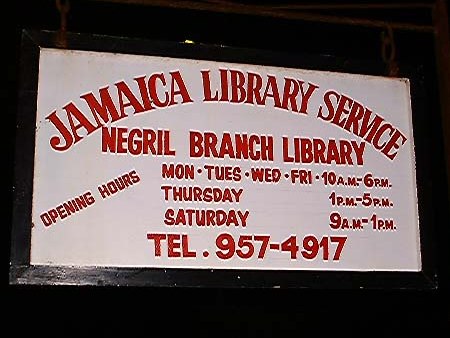 JAMAICA LIBRARY SERVICE
NEGRIL BRANCH LIBRARY
OPENING HOURS
MON · TUES · WED · FRI · 10 A.M. - 6 P.M.
THURSDAY 1 P.M. - 5 P.M.
SATURDAY 9 A.M. - 1 P.M.
TEL. 957-4917